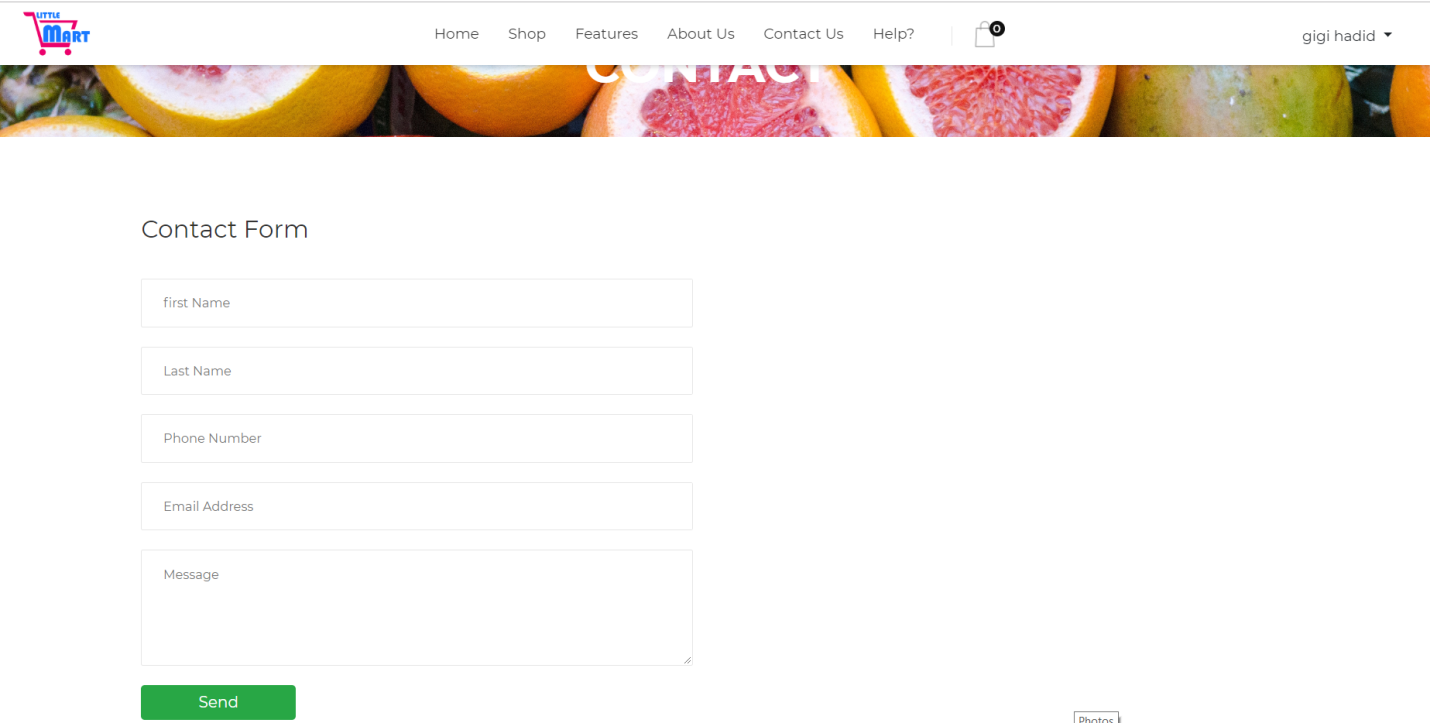 LITTLE
MART
Home Shop Features About Us Contact Us Help? 0 gigi hadid
CONTACT
Contact Form
first Name
Last Name
Phone Number
Email Address
Message
Send
Photos